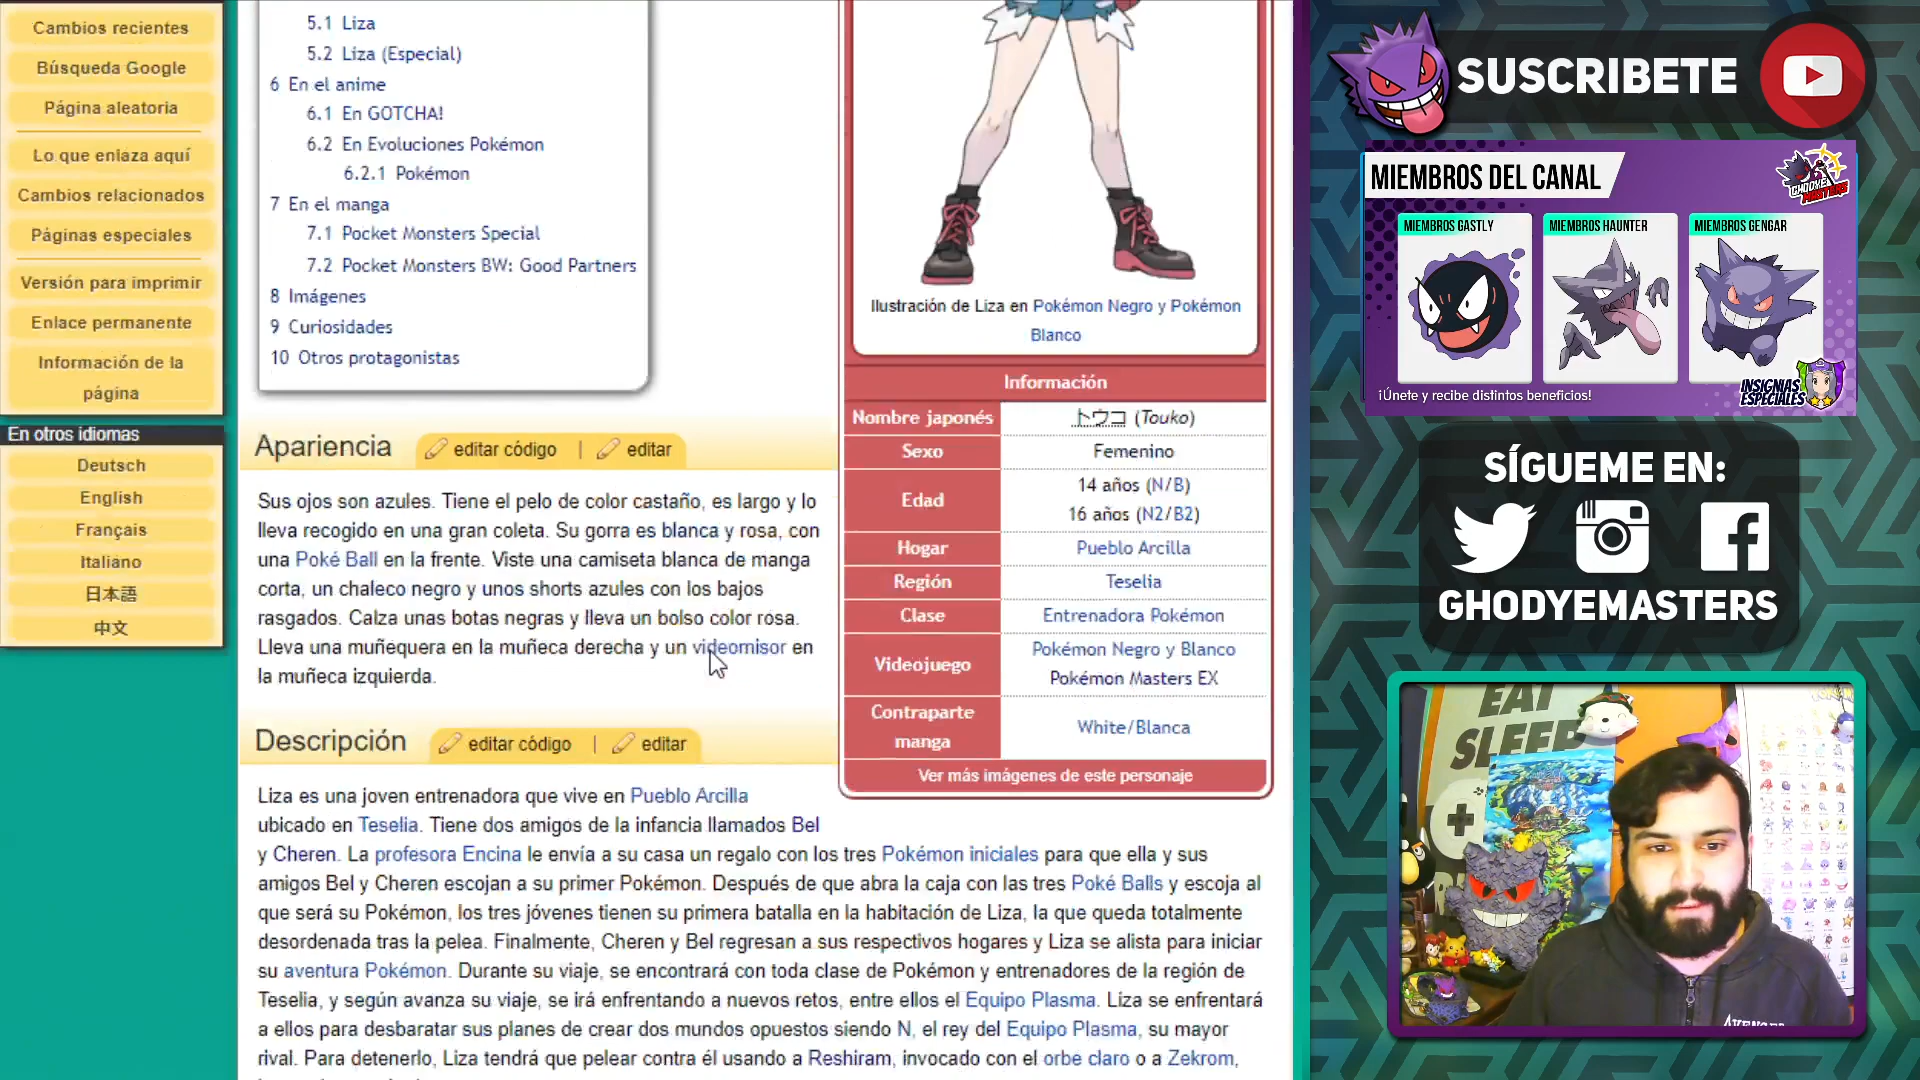 Cambios recientes
Búsqueda Google
Página aleatoria
Lo que enlaza aquí
Cambios relacionados
Páginas especiales
Versión para imprimir
Enlace permanente
Información de la
página
En otros idiomas
Deutsch
English
Français
Italiano
日本語
中文
5.1 Liza
5.2 Liza (Especial)
6 En el anime
6.1 En GOTCHA!
6.2 En Evoluciones Pokémon
6.2.1 Pokémon
7 En el manga
7.1 Pocket Monsters Special
7.2 Pocket Monsters BW: Good Partners
8 Imágenes
9 Curiosidades
10 Otros protagonistas
Apariencia editar código | editar
Sus ojos son azules. Tiene el pelo de color castaño, es largo y lo
lleva recogido en una gran coleta. Su gorra es blanca y rosa, con
una Poké Ball en la frente. Viste una camiseta blanca de manga
corta, un chaleco negro y unos shorts azules con los bajos
rasgados. Calza unas botas negras y lleva un bolso color rosa.
Lleva una muñequera en la muñeca derecha y un videomisor en
la muñeca izquierda.
Descripción editar código | editar
Liza es una joven entrenadora que vive en Pueblo Arcilla
ubicado en Teselia. Tiene dos amigos de la infancia llamados Bel
y Cheren. La profesora Encina le envía a su casa un regalo con los tres Pokémon iniciales para que ella y sus
amigos Bel y Cheren escojan a su primer Pokémon. Después de que abra la caja con las tres Poké Balls y escoja al
que será su Pokémon, los tres jóvenes tienen su primera batalla en la habitación de Liza, la que queda totalmente
desordenada tras la pelea. Finalmente, Cheren y Bel regresan a sus respectivos hogares y Liza se alista para iniciar
su aventura Pokémon. Durante su viaje, se encontrará con toda clase de Pokémon y entrenadores de la región de
Teselia, y según avanza su viaje, se irá enfrentando a nuevos retos, entre ellos el Equipo Plasma. Liza se enfrentará
a ellos para desbaratar sus planes de crear dos mundos opuestos siendo N, el rey del Equipo Plasma, su mayor
rival. Para detenerlo, Liza tendrá que pelear contra él usando a Reshiram, invocado con el orbe claro o a Zekrom,
Ilustración de Liza en Pokémon Negro y Pokémon
Blanco
Información
Nombre japonés トウコ (Touko)
Sexo Femenino
Edad 14 años (N/B)
16 años (N2/B2)
Hogar Pueblo Arcilla
Región Teselia
Clase Entrenadora Pokémon
Videojuego Pokémon Negro y Blanco
Pokémon Masters EX
Contraparte
manga White/Blanca
Ver más imágenes de este personaje
SUSCRIBETE
MIEMBROS DEL CANAL
GHODYE
MASTERS
MIEMBROS GASTLY
MIEMBROS HAUNTER
MIEMBROS GENGAR
¡Únete y recibe distintos beneficios!
INSIGNIAS
ESPECIALES
SÍGUEME EN:
GHODYEMASTERS
EAT
SLEEP